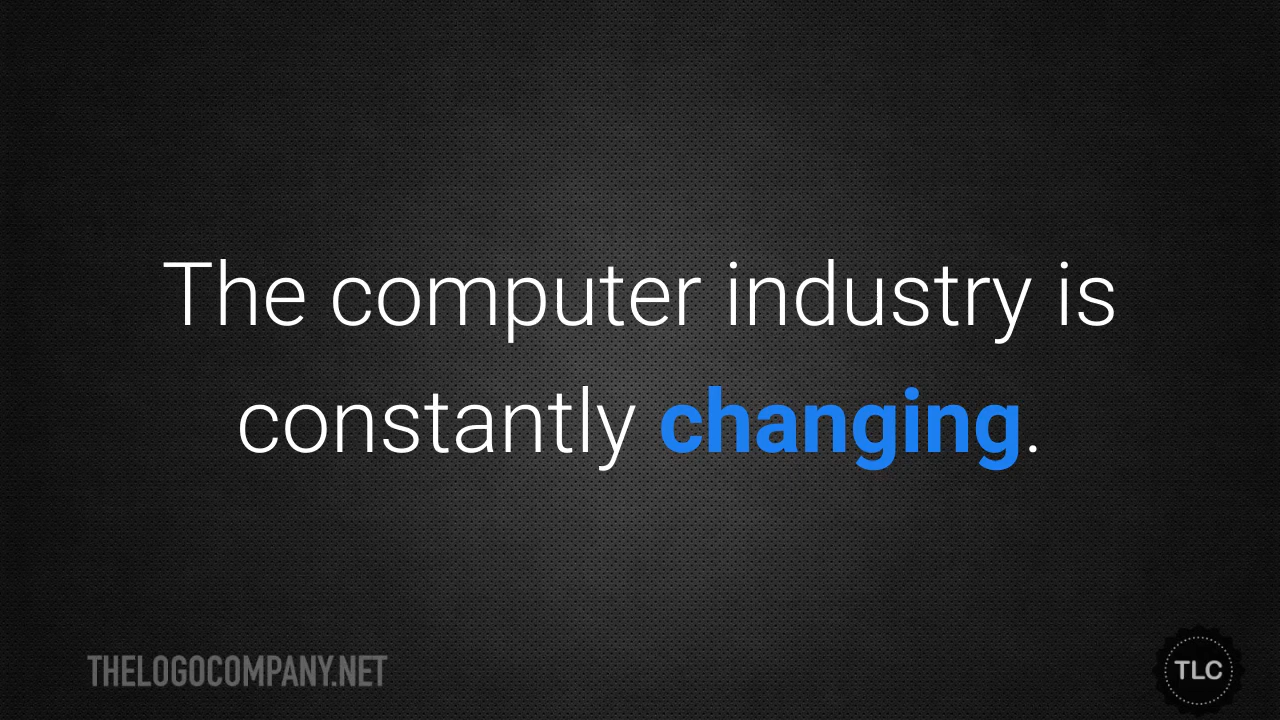 The computer industry is
constantly changing.
THELOGOCOMPANY.NET
TLC